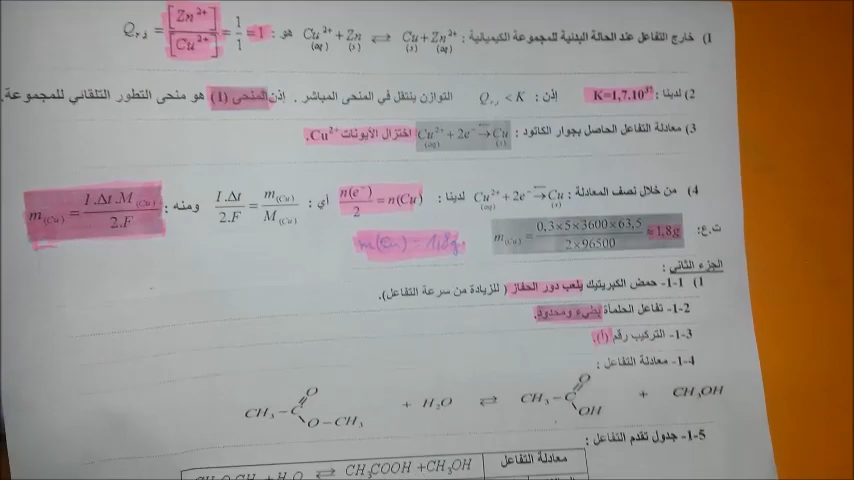 1) خارج التفاعل عند الحالة البدئية للمجموعة الكيميائية : Cu²⁺(aq) + Zn(s) ⇄ Cu(s) + Zn²⁺(aq) هو : Q_{r,i} = [Zn²⁺]/[Cu²⁺] = 1/1 = 1
2) لدينا : K=1,7.10³⁷ إذن : Q_{r,i} < K التوازن ينتقل في المنحى المباشر . إذن المنحى (1) هو منحى التطور التلقائي للمجموعة.
3) معادلة التفاعل الحاصل بجوار الكاثود : Cu²⁺(aq) + 2e⁻ → Cu(s) اختزال الأيونات Cu²⁺.
4) من خلال نصف المعادلة : Cu²⁺(aq) + 2e⁻ → Cu(s) لدينا : n(e⁻)/2 = n(Cu) أي : I.Δt/2.F = m(Cu)/M(Cu) ومنه : m(Cu) = I.Δt.M(Cu)/2.F
ت.ع: m(Cu) = 0,3×5×3600×63,5/2×96500 ≈ 1,8g
m(Cu) = 1,8g.
الجزء الثاني :
1) 1-1- حمض الكبريتيك يلعب دور الحفاز ( للزيادة من سرعة التفاعل).
1-2- تفاعل الحلمأة بطيء ومحدود.
1-3- التركيب رقم (أ).
1-4- معادلة التفاعل :
CH₃ – C(=O) – O – CH₃ + H₂O ⇄ CH₃ – C(=O) – OH + CH₃OH
1-5- جدول تقدم التفاعل :
معادلة التفاعل + H₂O ⇄ CH₃COOH + CH₃OH